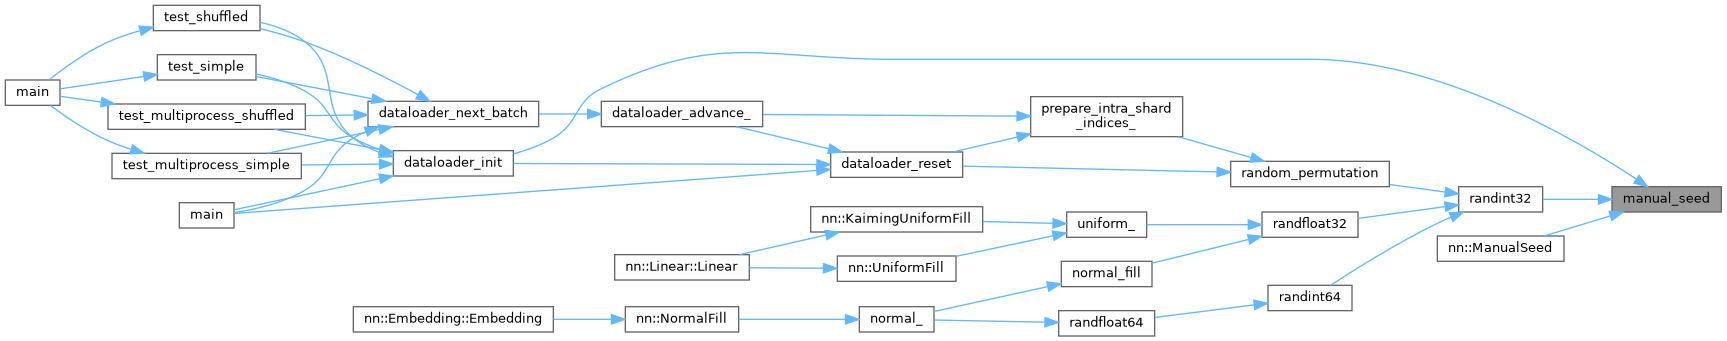 test_shuffled
test_simple
main
test_multiprocess_shuffled
test_multiprocess_simple
main
dataloader_next_batch
dataloader_init
dataloader_advance_
prepare_intra_shard
_indices_
dataloader_reset
random_permutation
randint32
manual_seed
nn::ManualSeed
nn::KaimingUniformFill
uniform_
randfloat32
nn::Linear::Linear
nn::UniformFill
normal_fill
randint64
nn::Embedding::Embedding
nn::NormalFill
normal_
randfloat64